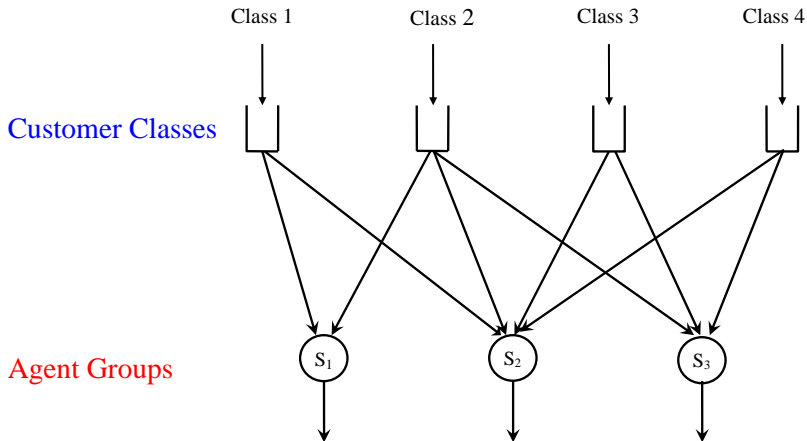 Class 1
Class 2
Class 3
Class 4
Customer Classes
S1
S2
S3
Agent Groups